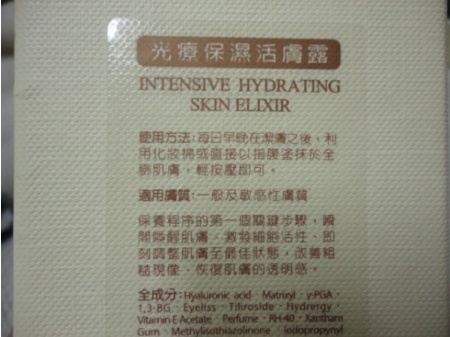 光療保濕活膚露
INTENSIVE HYDRATING
SKIN ELIXIR
使用方法:每日早晚在潔膚之後、利
用化妝棉或直接以指腹塗抹於全
臉肌膚,輕按壓即可。
適用膚質:一般及敏感性膚質
保養程序的第一個關鍵步驟,瞬
間喚醒肌膚、激發細胞活性、即
刻調整肌膚至最佳狀態,改善粗
糙現像、恢復肌膚的透明感。
全成分:Hyaluronic acid、Matrixyl、γ-PGA、
1,3-BG、Eyeliss、Tiliroside、Hydrergy、
Vitamin E Acetate、Perfume、RH-40、Xantham
Gum、Methylisothiazolinone、Iodopropynyl